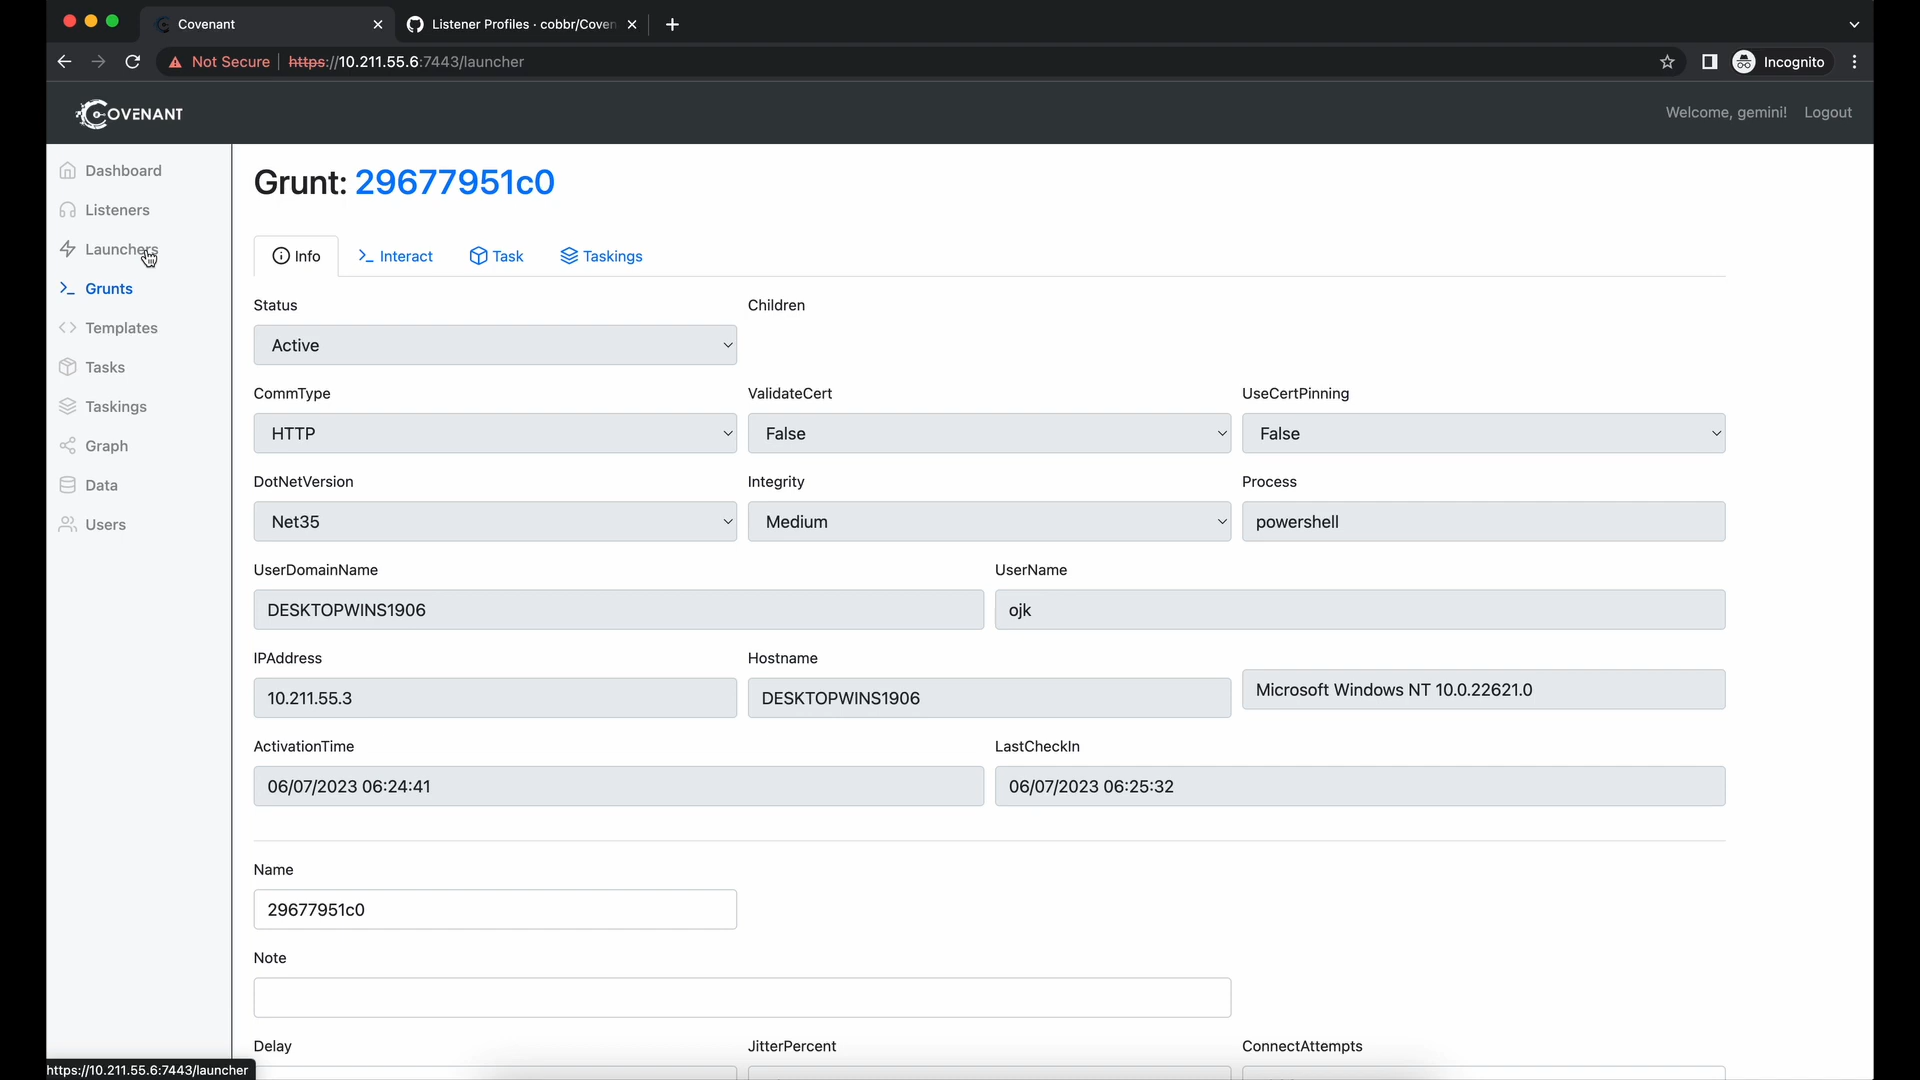 Covenant
Listener Profiles · cobbr/Coven
Not Secure https://10.211.55.6:7443/launcher
Incognito
COVENANT
Welcome, gemini! Logout
Dashboard
Listeners
Launchers
Grunts
Templates
Tasks
Taskings
Graph
Data
Users
Grunt: 29677951c0
Info Interact Task Taskings
Status Children
Active
CommType ValidateCert UseCertPinning
HTTP False False
DotNetVersion Integrity Process
Net35 Medium powershell
UserDomainName UserName
DESKTOPWINS1906 ojk
IPAddress Hostname
10.211.55.3 DESKTOPWINS1906 Microsoft Windows NT 10.0.22621.0
ActivationTime LastCheckIn
06/07/2023 06:24:41 06/07/2023 06:25:32
Name
29677951c0
Note
Delay JitterPercent ConnectAttempts
https://10.211.55.6:7443/launcher